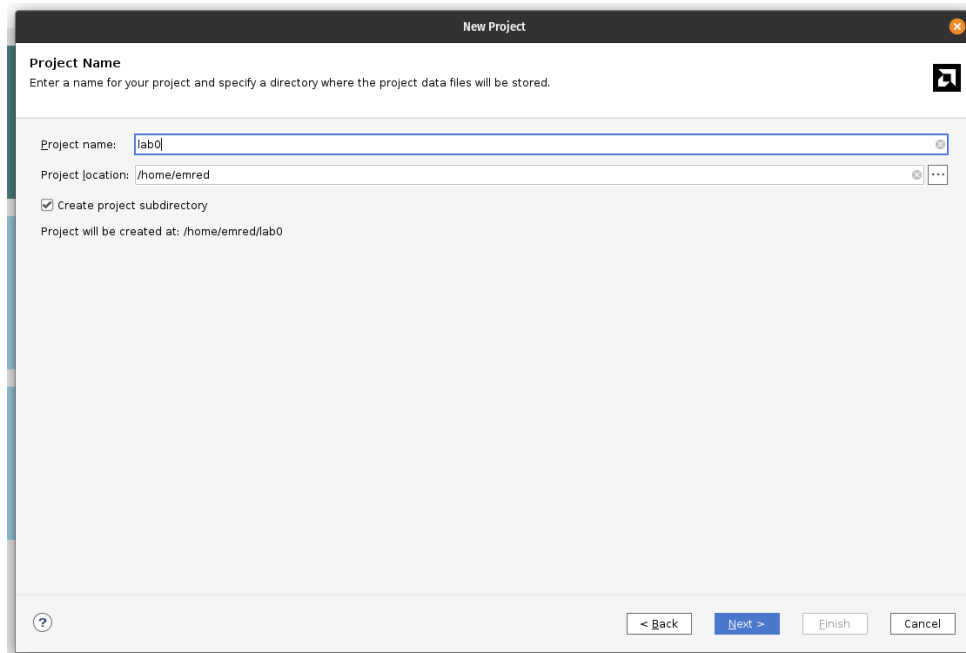 New Project
Project Name
Enter a name for your project and specify a directory where the project data files will be stored.
Project name: lab0
Project location: /home/emred ...
Create project subdirectory
Project will be created at: /home/emred/lab0
? < Back Next > Finish Cancel